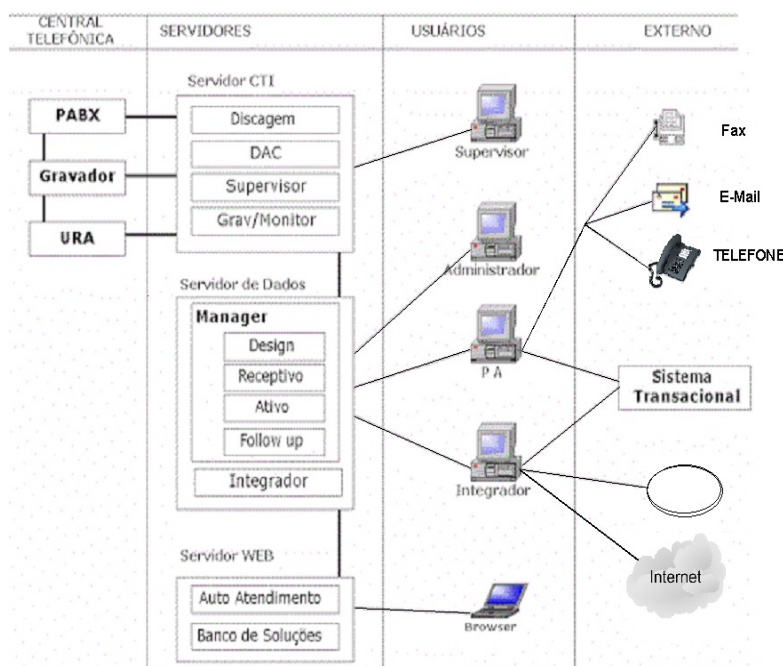 CENTRAL
TELEFÔNICA
SERVIDORES
USUÁRIOS
EXTERNO
Servidor CTI
PABX
Gravador
URA
Discagem
DAC
Supervisor
Grav/Monitor
Supervisor
Fax
E-Mail
TELEFONE
Administrador
Servidor de Dados
Manager
Design
Receptivo
Ativo
Follow up
Integrador
P A
Sistema
Transacional
Integrador
Internet
Servidor WEB
Auto Atendimento
Banco de Soluções
Browser